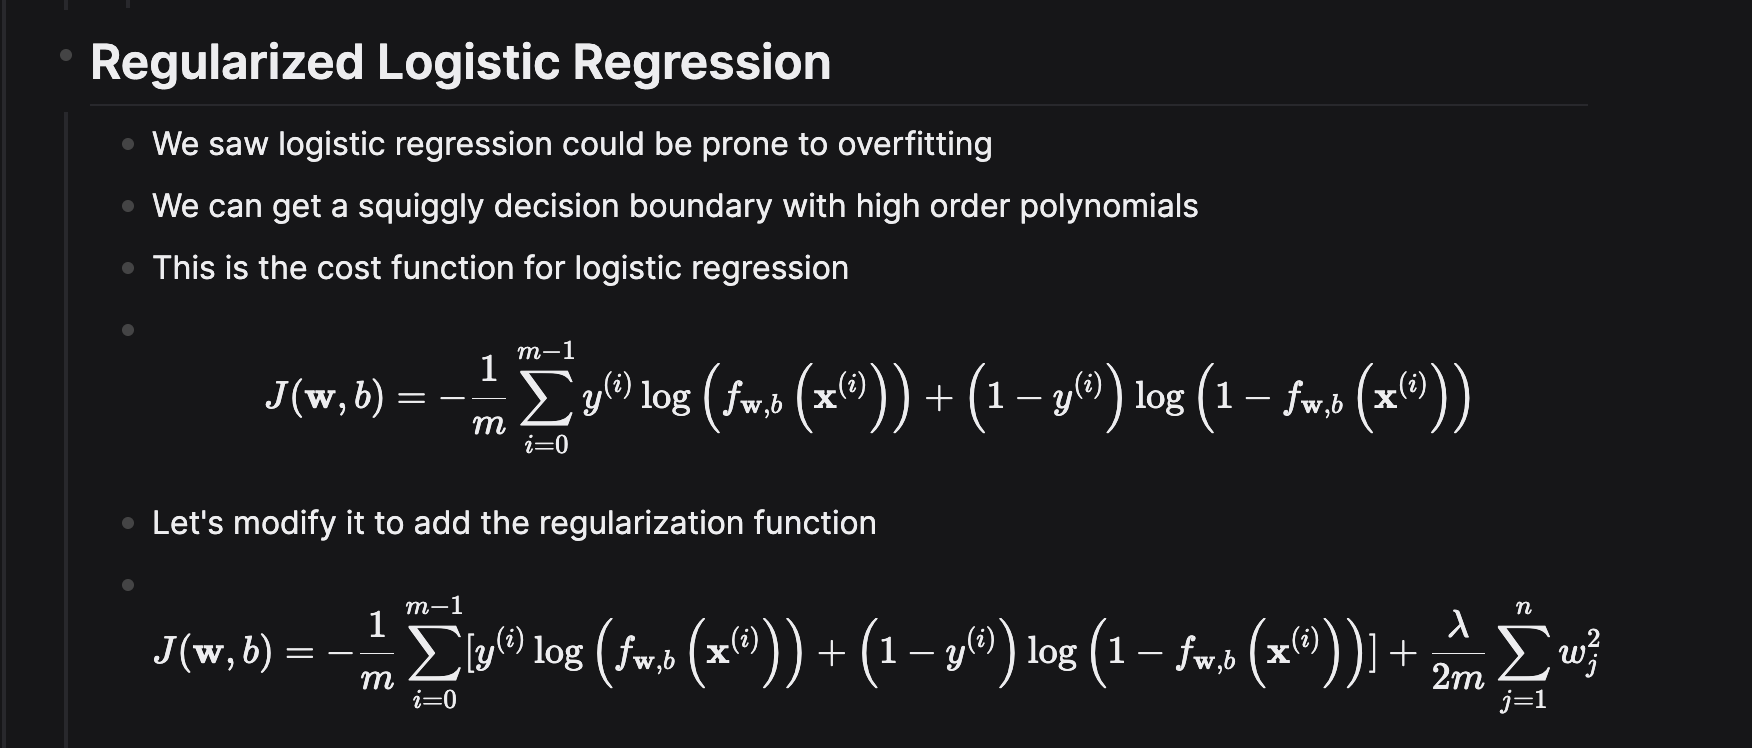 Regularized Logistic Regression
We saw logistic regression could be prone to overfitting
We can get a squiggly decision boundary with high order polynomials
This is the cost function for logistic regression
$J(\mathbf{w}, b) = -\frac{1}{m} \sum_{i=0}^{m-1} y^{(i)} \log \left( f_{\mathbf{w},b} \left( \mathbf{x}^{(i)} \right) \right) + \left( 1 - y^{(i)} \right) \log \left( 1 - f_{\mathbf{w},b} \left( \mathbf{x}^{(i)} \right) \right)$
Let's modify it to add the regularization function
$J(\mathbf{w}, b) = -\frac{1}{m} \sum_{i=0}^{m-1} [ y^{(i)} \log \left( f_{\mathbf{w},b} \left( \mathbf{x}^{(i)} \right) \right) + \left( 1 - y^{(i)} \right) \log \left( 1 - f_{\mathbf{w},b} \left( \mathbf{x}^{(i)} \right) \right) ] + \frac{\lambda}{2m} \sum_{j=1}^{n} w_j^2$